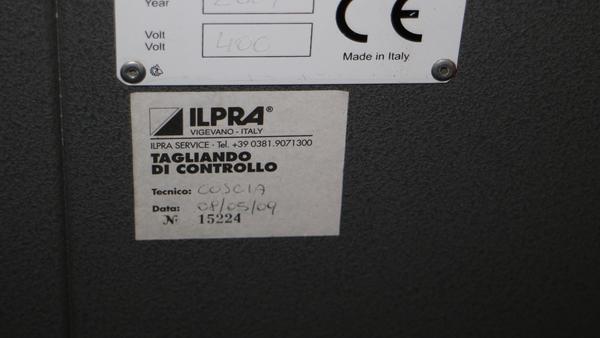 Year
Volt 400
Volt
CE
Made in Italy
ILPRA®
VIGEVANO - ITALY
ILPRA SERVICE · Tel. +39 0381.9071300
TAGLIANDO
DI CONTROLLO
Tecnico: COSCIA
Data: 08/05/09
№ 15224